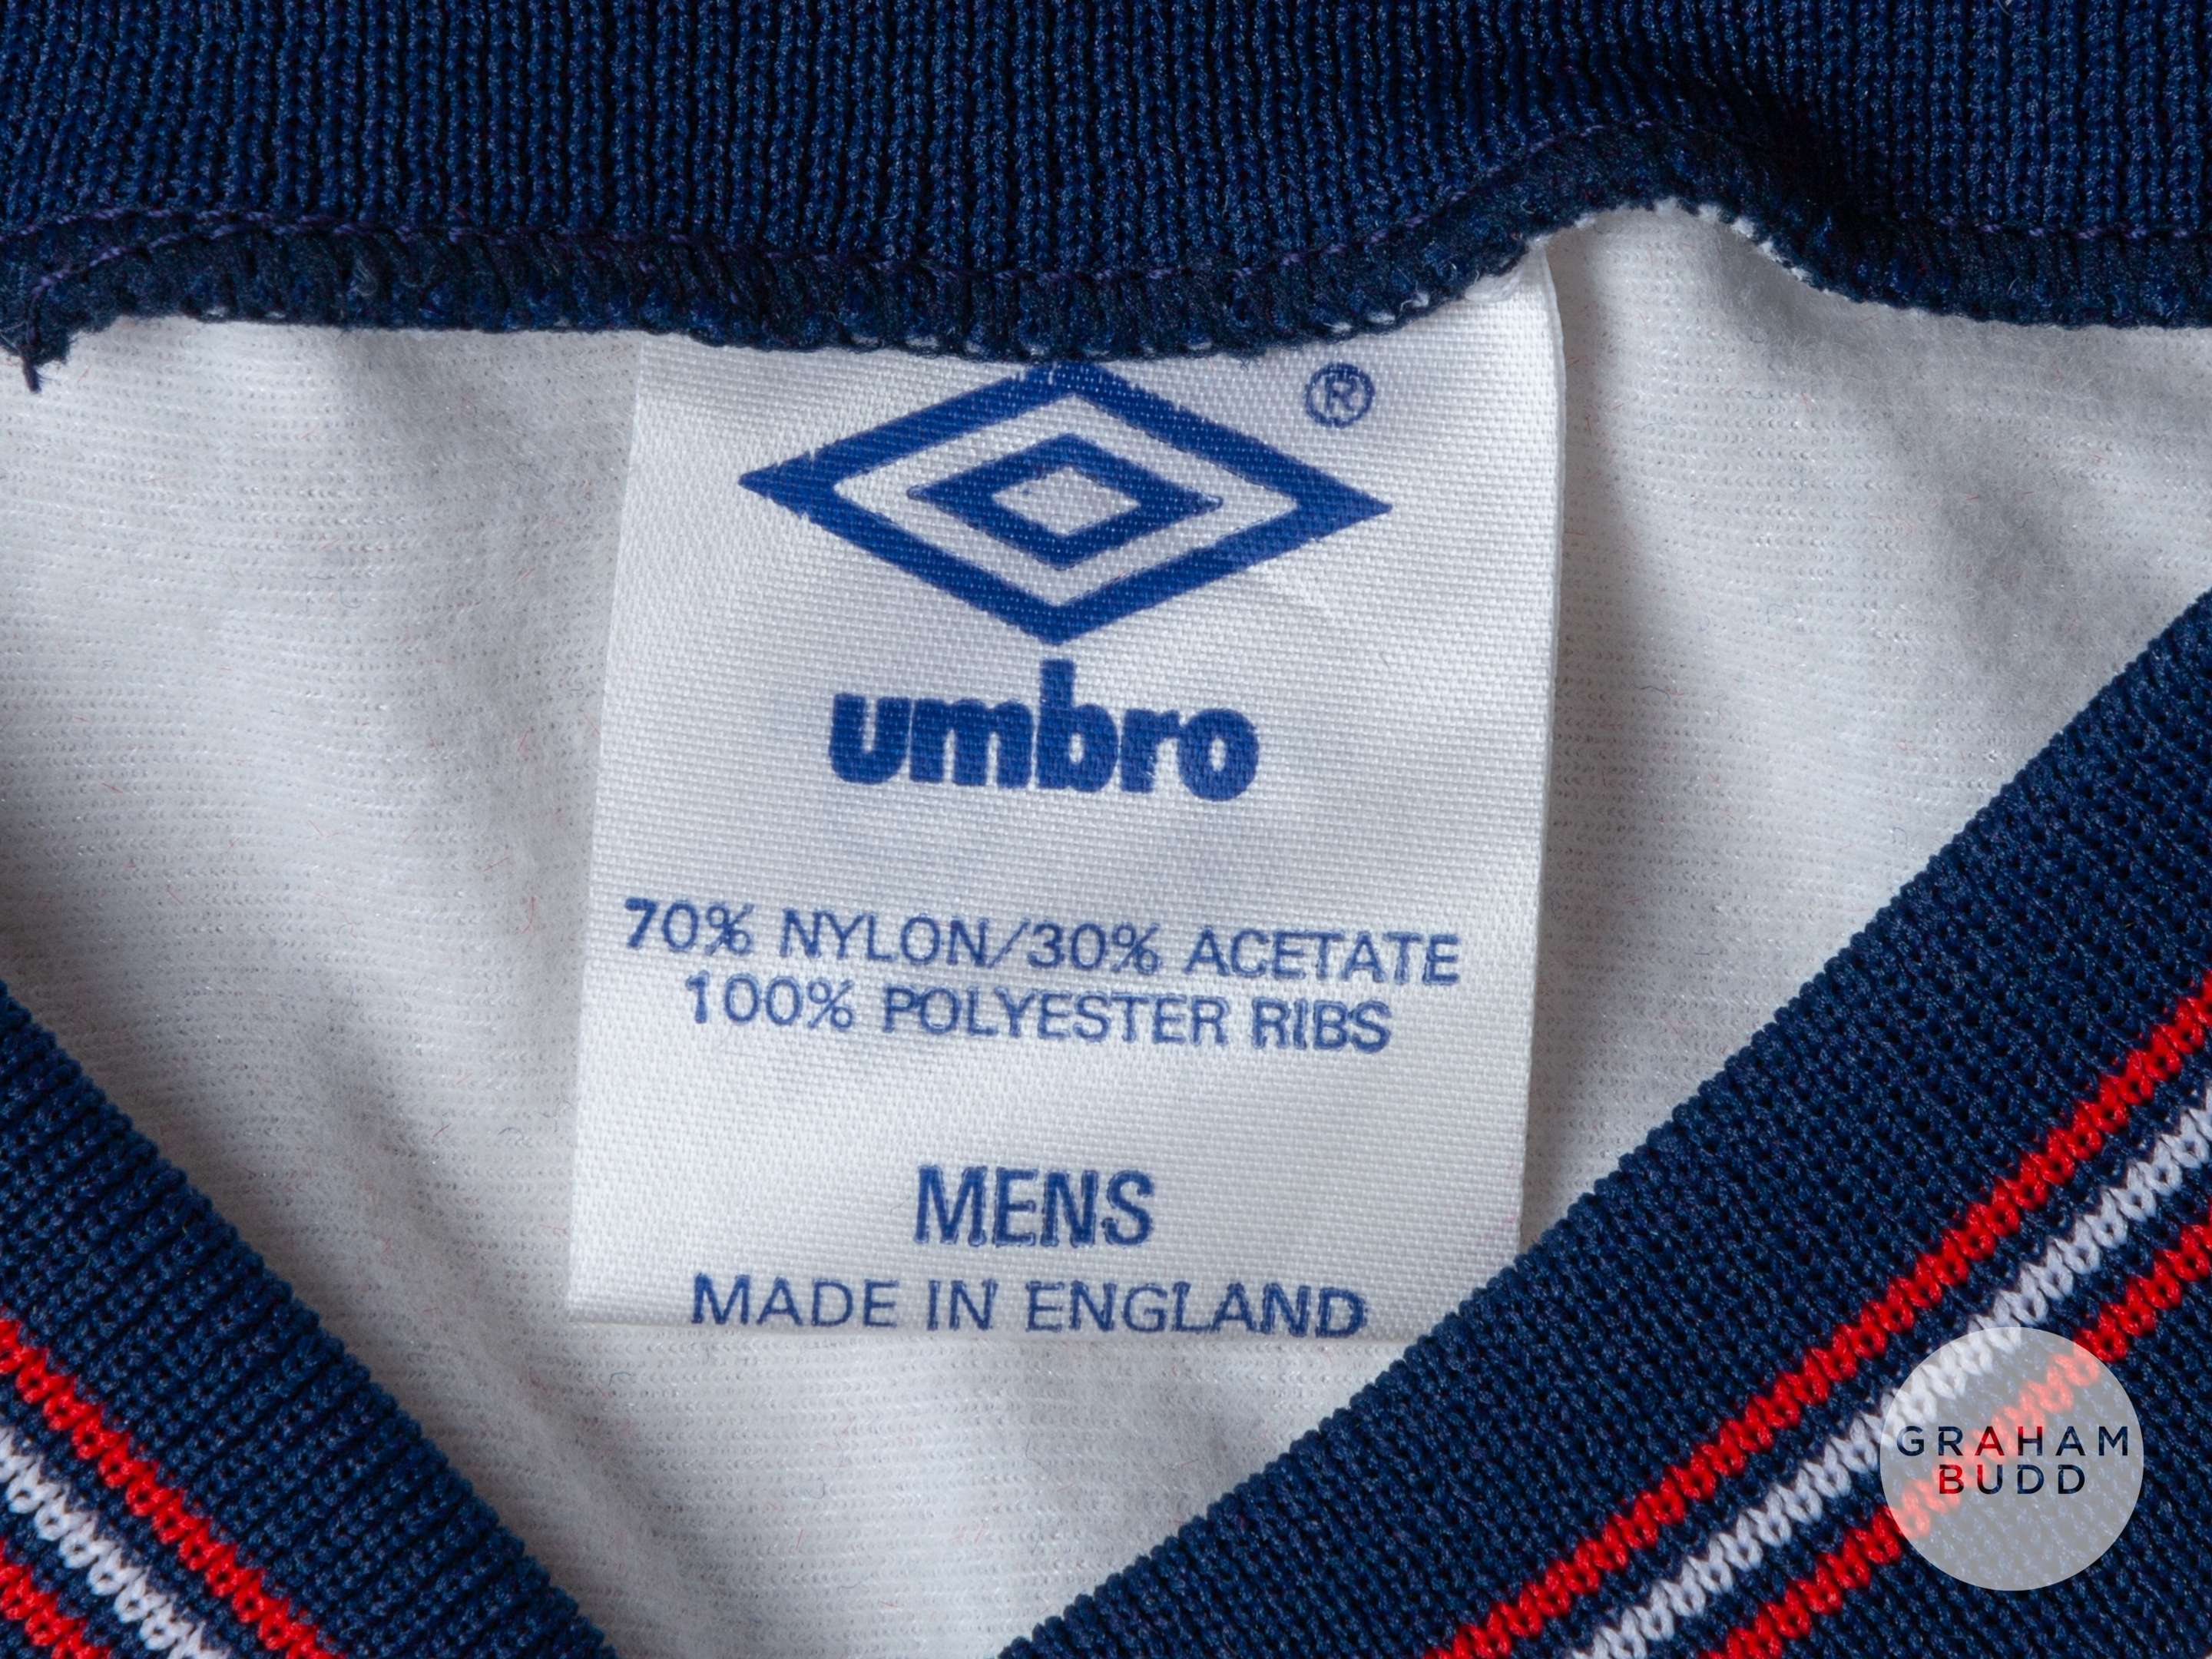 ®
umbro
70% NYLON/30% ACETATE
100% POLYESTER RIBS
MENS
MADE IN ENGLAND
GRAHAM
BUDD